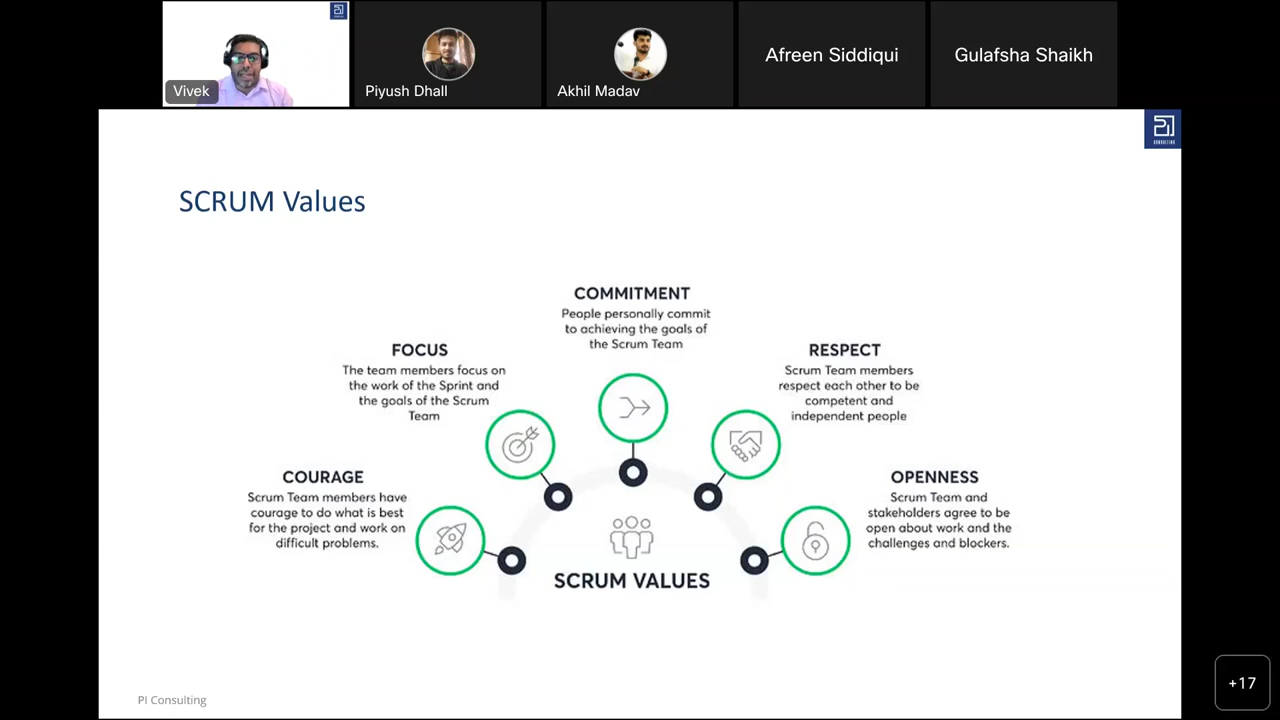 Vivek
Piyush Dhall
Akhil Madav
Afreen Siddiqui
Gulafsha Shaikh
CONSULTING
SCRUM Values
COMMITMENT
People personally commit
to achieving the goals of
the Scrum Team
FOCUS
The team members focus on
the work of the Sprint and
the goals of the Scrum
Team
RESPECT
Scrum Team members
respect each other to be
competent and
independent people
COURAGE
Scrum Team members have
courage to do what is best
for the project and work on
difficult problems.
OPENNESS
Scrum Team and
stakeholders agree to be
open about work and the
challenges and blockers.
SCRUM VALUES
PI Consulting
+17